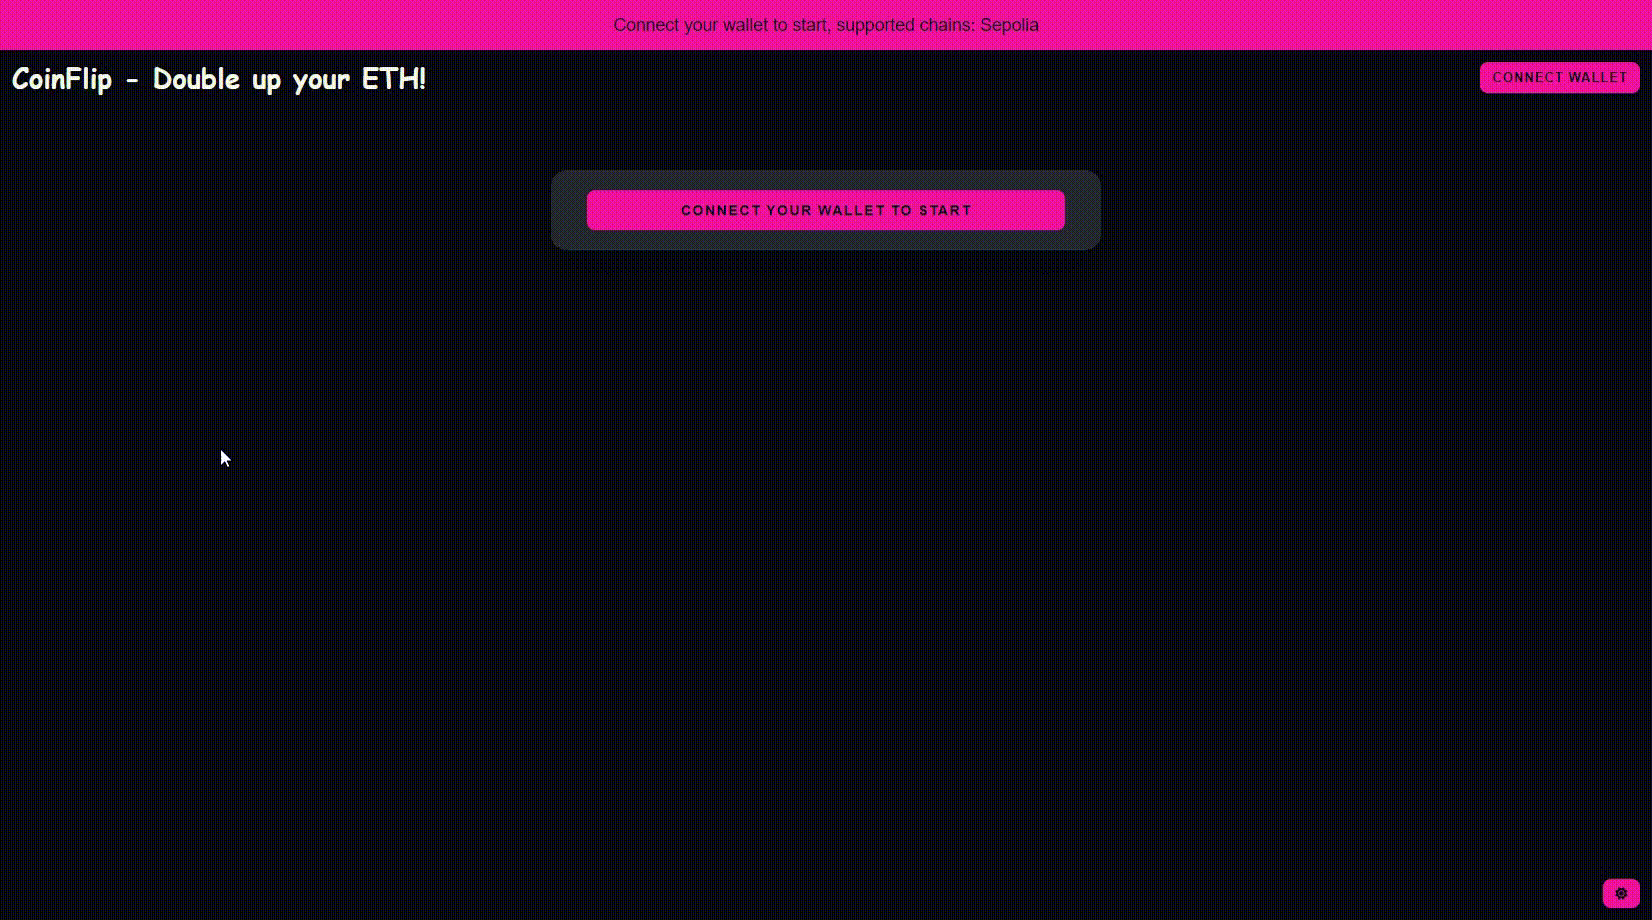 Connect your wallet to start, supported chains: Sepolia
CoinFlip - Double up your ETH!
CONNECT WALLET
CONNECT YOUR WALLET TO START